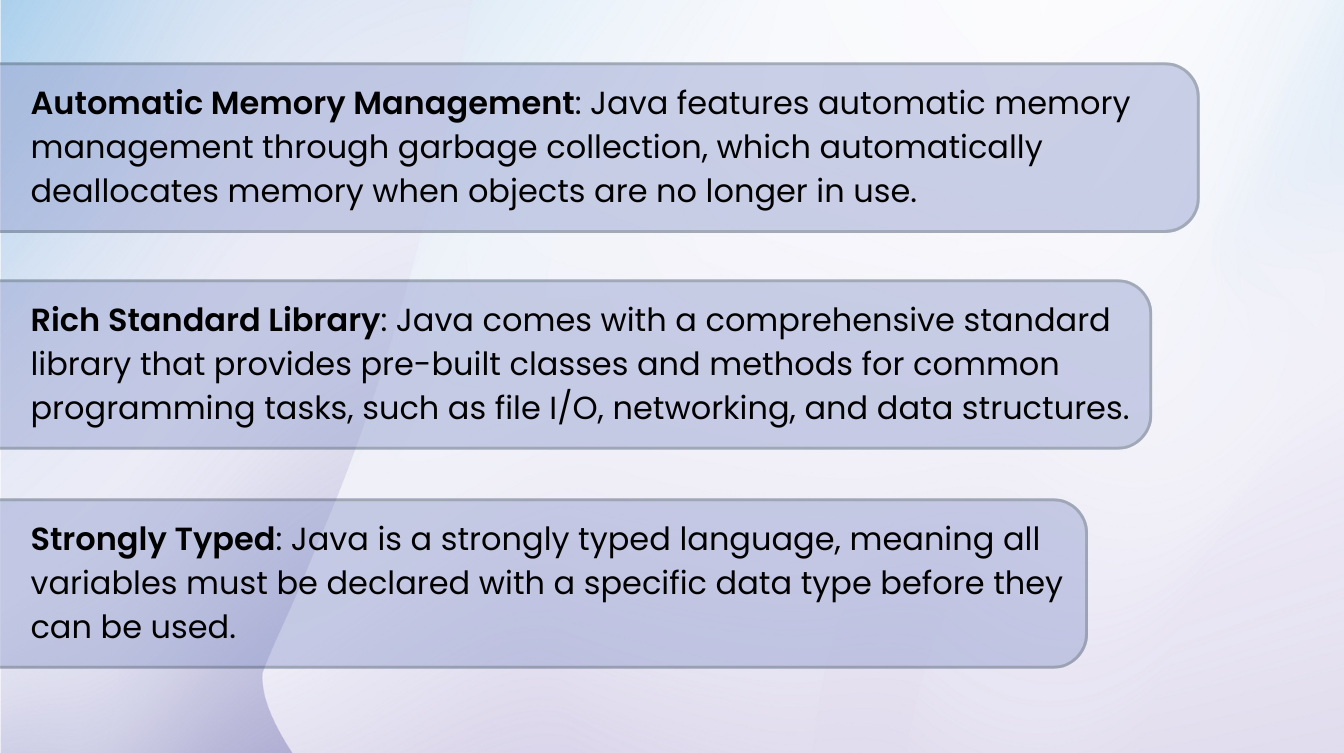 Automatic Memory Management: Java features automatic memory
management through garbage collection, which automatically
deallocates memory when objects are no longer in use.
Rich Standard Library: Java comes with a comprehensive standard
library that provides pre-built classes and methods for common
programming tasks, such as file I/O, networking, and data structures.
Strongly Typed: Java is a strongly typed language, meaning all
variables must be declared with a specific data type before they
can be used.